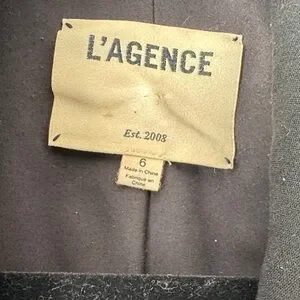 L'AGENCE
Est. 2008
6
Made in China
Fabriqué en
Chine